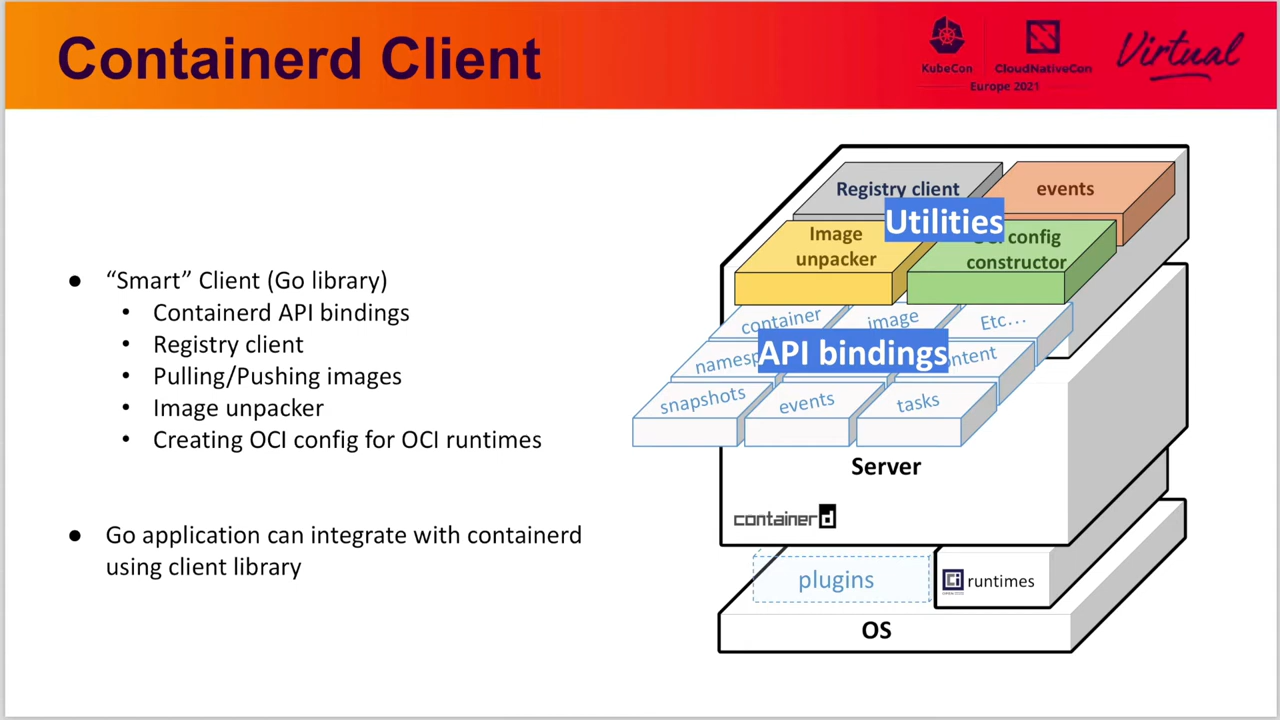 Containerd Client
KubeCon
CloudNativeCon
Europe 2021
Virtual
● “Smart” Client (Go library)
• Containerd API bindings
• Registry client
• Pulling/Pushing images
• Image unpacker
• Creating OCI config for OCI runtimes
● Go application can integrate with containerd
using client library
Registry client
events
Utilities
Image
unpacker
config
constructor
container
image
Etc...
API bindings
snapshots
events
tasks
Server
containerd
plugins
runtimes
OS